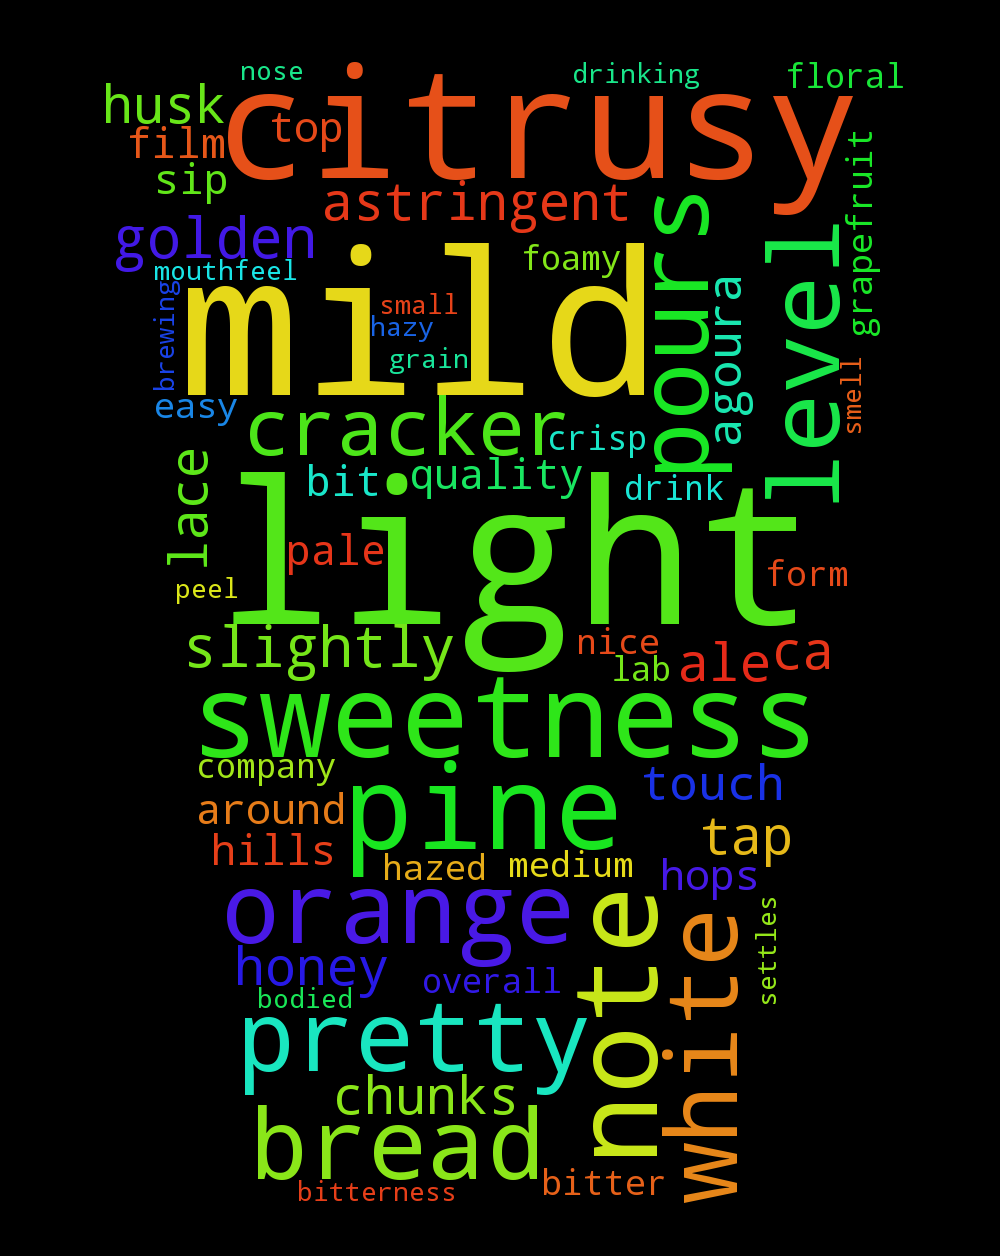 nose
drinking
floral
husk
citrusy
top
film
sip
astringent
grapefruit
golden
pours
level
foamy
mouthfeel
mild
agoura
brewing
small
hazy
grain
smell
easy
cracker
crisp
lace
bit
quality
drink
light
pale
form
peel
slightly
nice
lab
ale
ca
sweetness
company
pine
touch
around
tap
hills
hazed
medium
hops
orange
note
white
settles
honey
overall
bodied
pretty
chunks
bread
bitter
bitterness